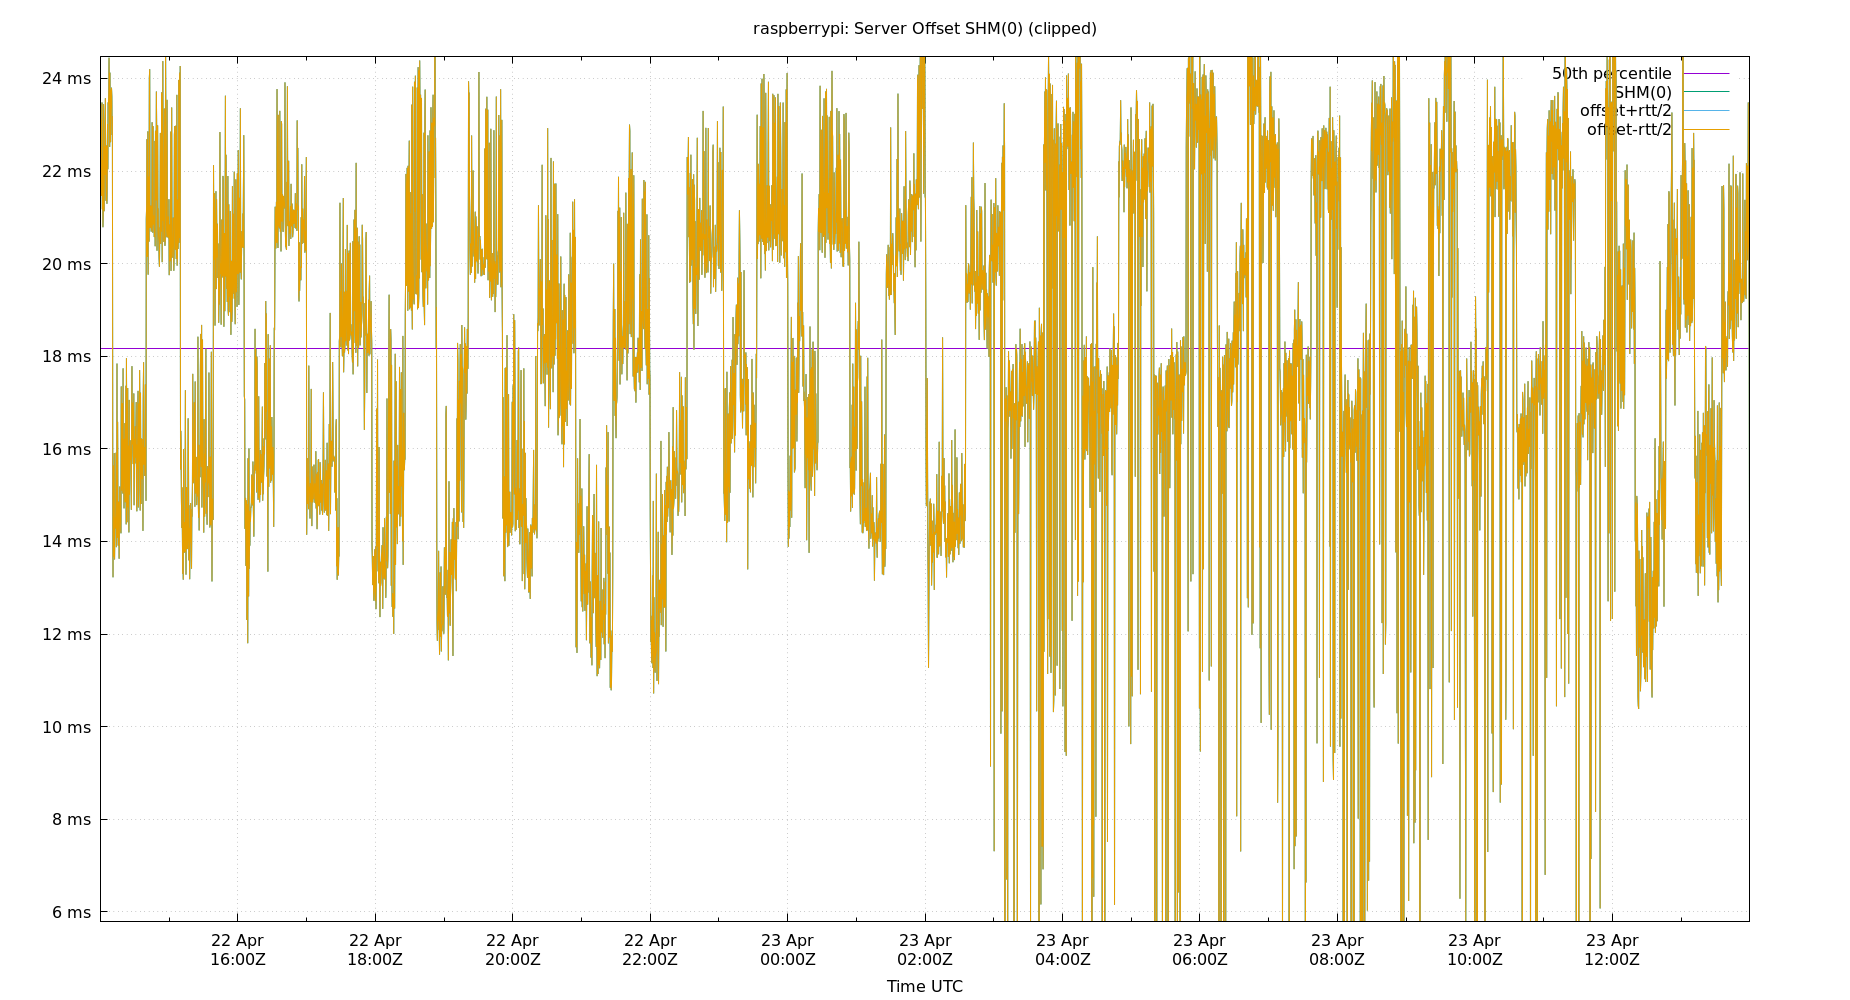 raspberrypi: Server Offset SHM(0) (clipped)
24 ms
22 ms
20 ms
18 ms
16 ms
14 ms
12 ms
10 ms
8 ms
6 ms
50th percentile
SHM(0)
offset+rtt/2
offset-rtt/2
22 Apr
16:00Z
22 Apr
18:00Z
22 Apr
20:00Z
22 Apr
22:00Z
23 Apr
00:00Z
23 Apr
02:00Z
23 Apr
04:00Z
23 Apr
06:00Z
23 Apr
08:00Z
23 Apr
10:00Z
23 Apr
12:00Z
Time UTC